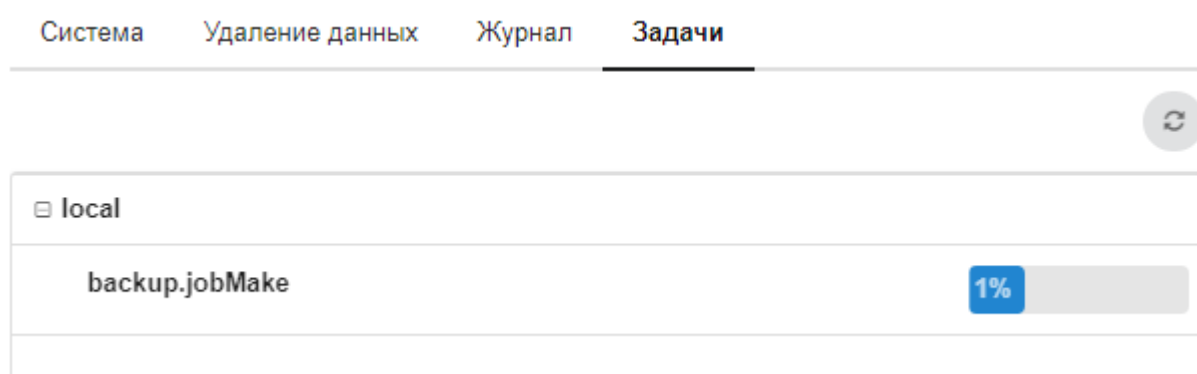 Система Удаление данных Журнал Задачи
local
backup.jobMake 1%